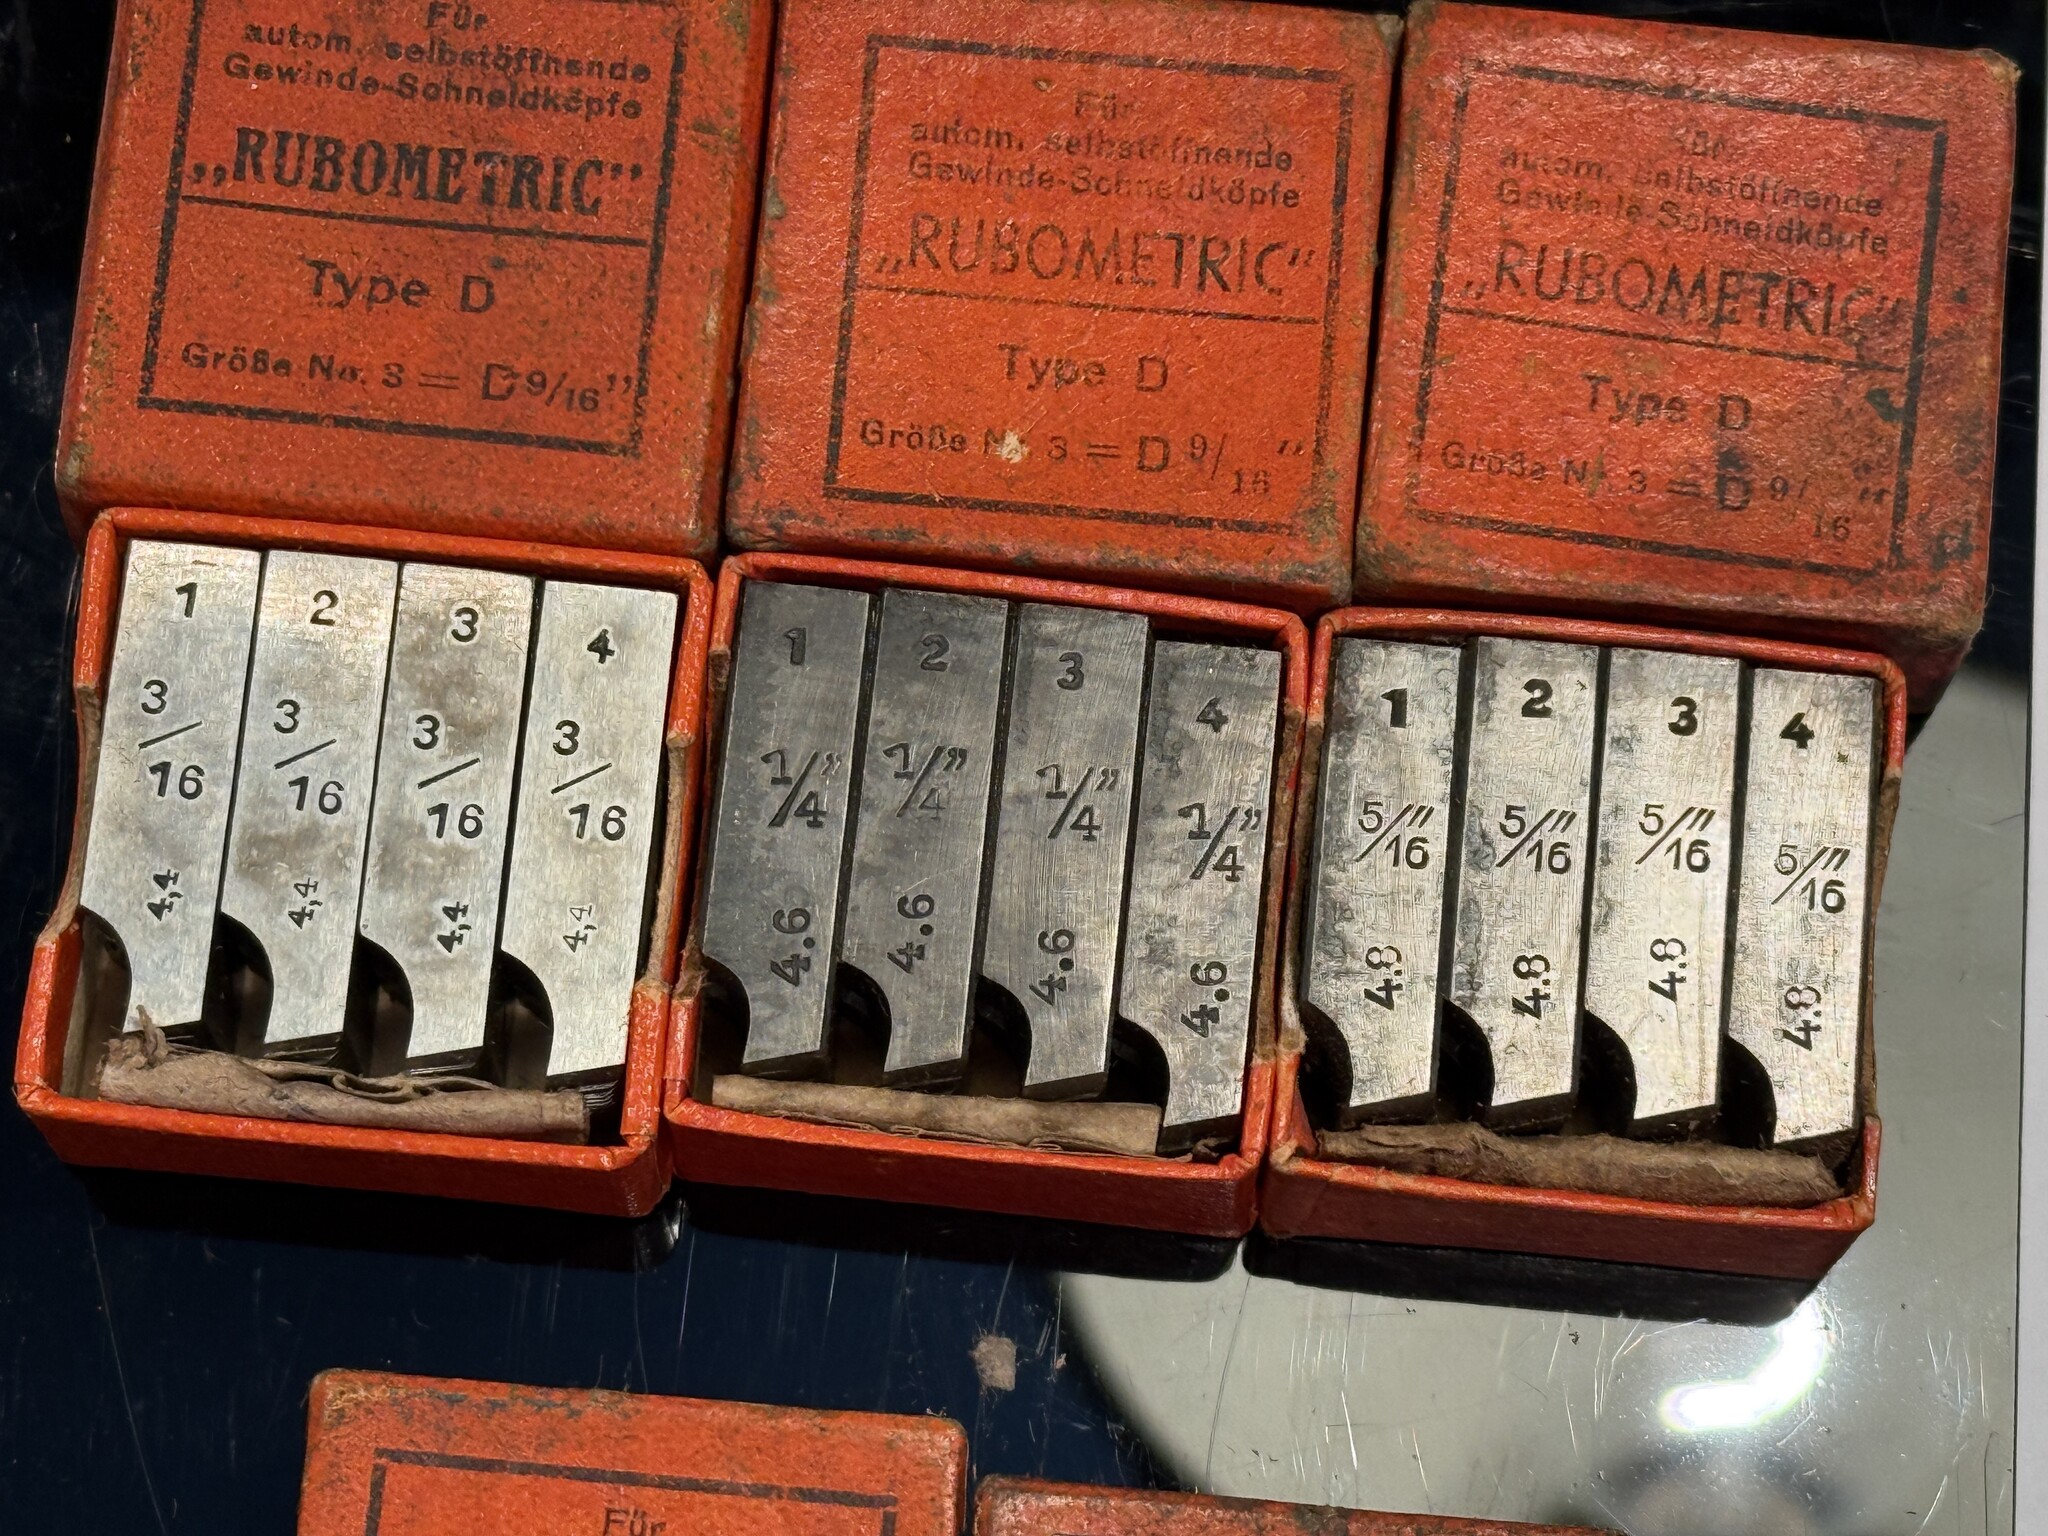 Für
autom. selbstöffnende
Gewinde-Schneidköpfe
„RUBOMETRIC”
Type D
Größe No. 3 = D 9/16”
Für
autom. selbstöffnende
Gewinde-Schneidköpfe
„RUBOMETRIC“
Type D
Größe Nr. 3 = D 9/16“
Für
autom. selbstöffnende
Gewinde-Schneidköpfe
„RUBOMETRIC“
Type D
Größe Nr. 3 = D 9/16“
1
3/16
4,4
2
3/16
4,4
3
3/16
4,4
4
3/16
4,4
1
1/4”
4.6
2
1/4”
4.6
3
1/4”
4.6
4
1/4”
4.6
1
5/16"
4.8
2
5/16"
4.8
3
5/16"
4.8
4
5/16"
4.8
Für